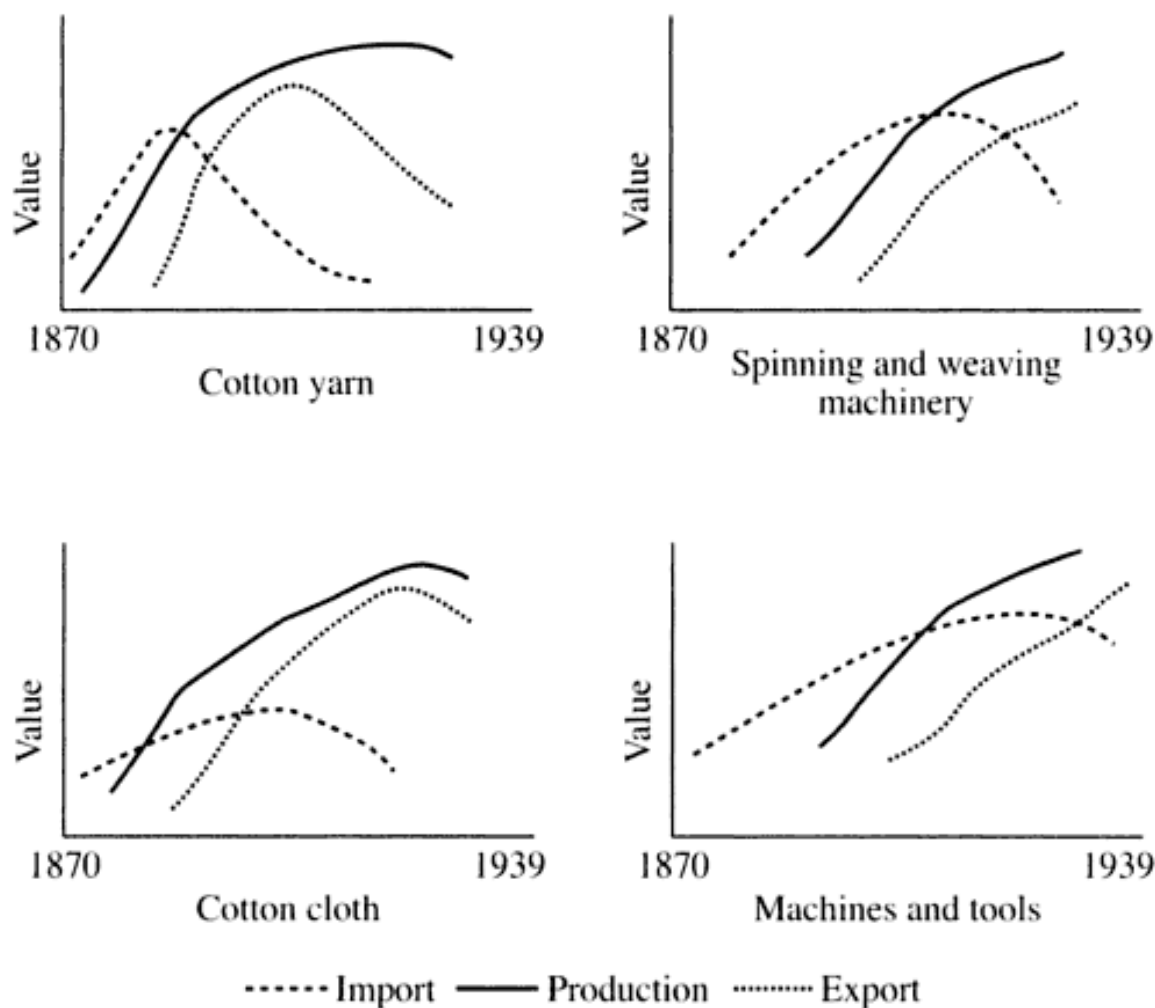 Value
Value
1870
1939
Cotton yarn
1870
1939
Spinning and weaving
machinery
Value
Value
1870
1939
Cotton cloth
1870
1939
Machines and tools
Import
Production
Export